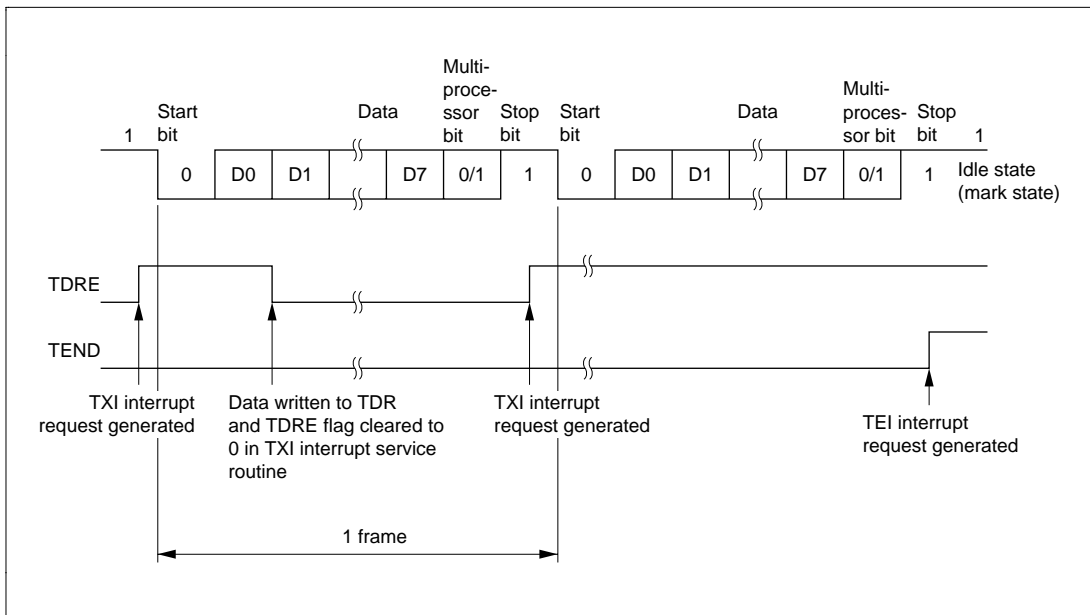 1
Start
bit
Data
Multi-
proce-
ssor
bit
Stop
bit
Start
bit
Data
Multi-
proces-
sor bit
Stop
bit
1
0
D0
D1
D7
0/1
1
0
D0
D1
D7
0/1
1
Idle state
(mark state)
TDRE
TEND
TXI interrupt
request generated
Data written to TDR
and TDRE flag cleared to
0 in TXI interrupt service
routine
TXI interrupt
request generated
TEI interrupt
request generated
1 frame